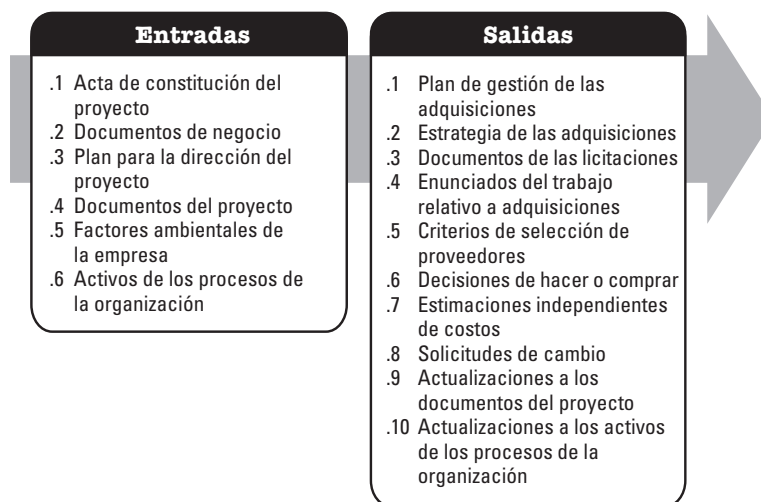 Entradas
.1 Acta de constitución del
proyecto
.2 Documentos de negocio
.3 Plan para la dirección del
proyecto
.4 Documentos del proyecto
.5 Factores ambientales de
la empresa
.6 Activos de los procesos de
la organización
Salidas
.1 Plan de gestión de las
adquisiciones
.2 Estrategia de las adquisiciones
.3 Documentos de las licitaciones
.4 Enunciados del trabajo
relativo a adquisiciones
.5 Criterios de selección de
proveedores
.6 Decisiones de hacer o comprar
.7 Estimaciones independientes
de costos
.8 Solicitudes de cambio
.9 Actualizaciones a los
documentos del proyecto
.10 Actualizaciones a los activos
de los procesos de la
organización